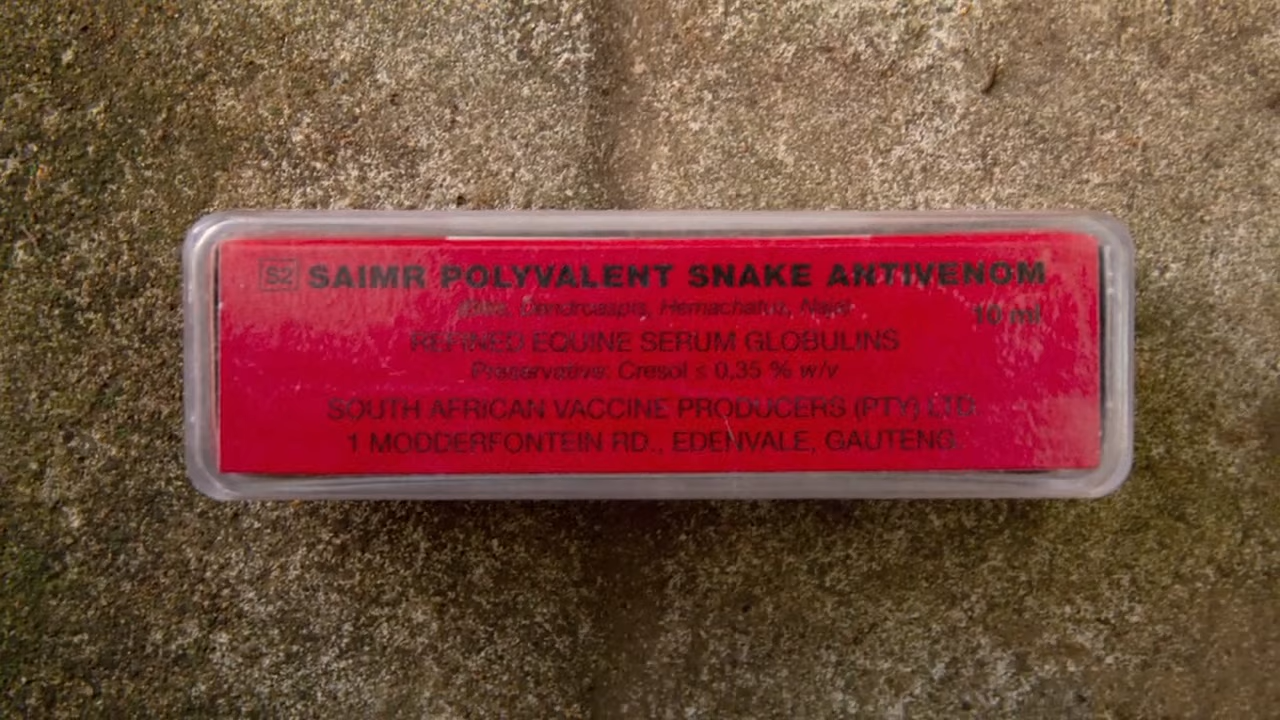 S2 SAIMR POLYVALENT SNAKE ANTIVENOM
Dendroaspis, Hemachatus, Naja
10 ml
REFINED EQUINE SERUM GLOBULINS
Preservative: Cresol ≤ 0,35 % w/v
SOUTH AFRICAN VACCINE PRODUCERS (PTY) LTD
1 MODDERFONTEIN RD., EDENVALE, GAUTENG.